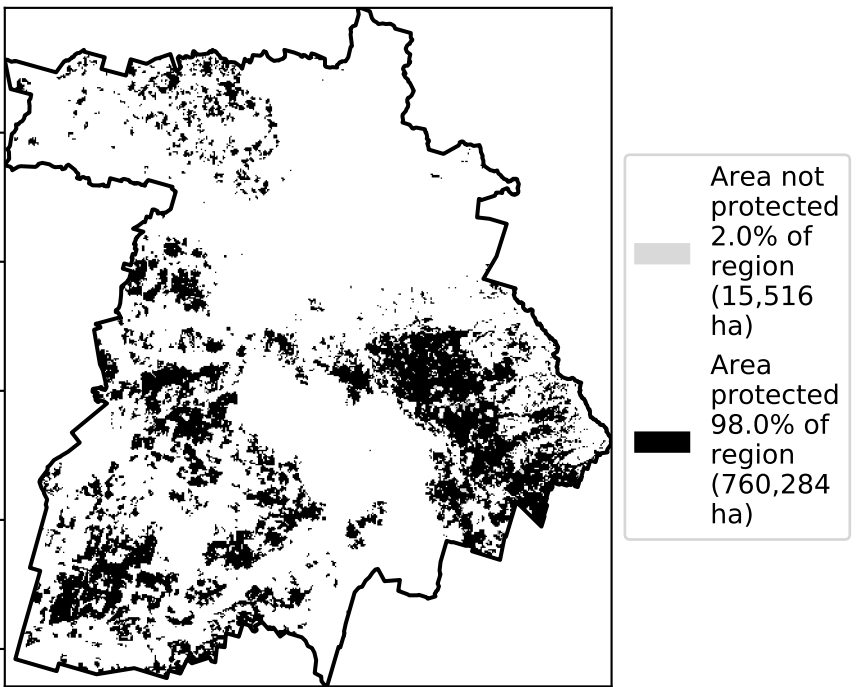 Area not
protected
2.0% of
region
(15,516
ha)
Area
protected
98.0% of
region
(760,284
ha)